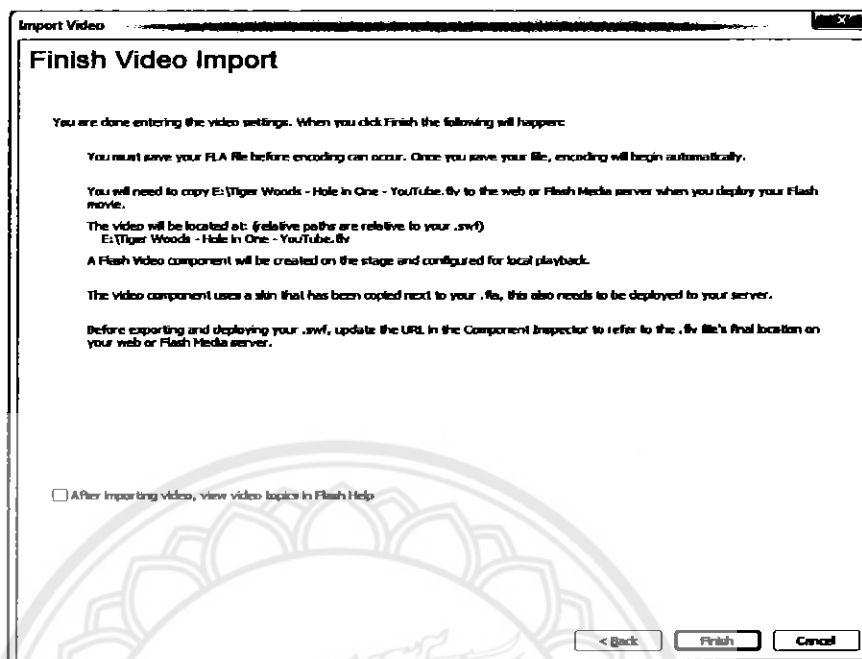 Import Video
Finish Video Import
You are done entering the video settings. When you click Finish the following will happen:
You must save your FLA file before encoding can occur. Once you save your file, encoding will begin automatically.
You will need to copy E:\Tiger Woods - Hole in One - YouTube.flv to the web or Flash Media server when you deploy your Flash
movie.
The video will be located at: (relative paths are relative to your .swf)
E:\Tiger Woods - Hole in One - YouTube.flv
A Flash Video component will be created on the stage and configured for local playback.
The video component uses a skin that has been copied next to your .fla, this also needs to be deployed to your server.
Before exporting and deploying your .swf, update the URL in the Component Inspector to refer to the .flv file's final location on
your web or Flash Media server.
After importing video, view video topics in Flash Help
< Back Finish Cancel